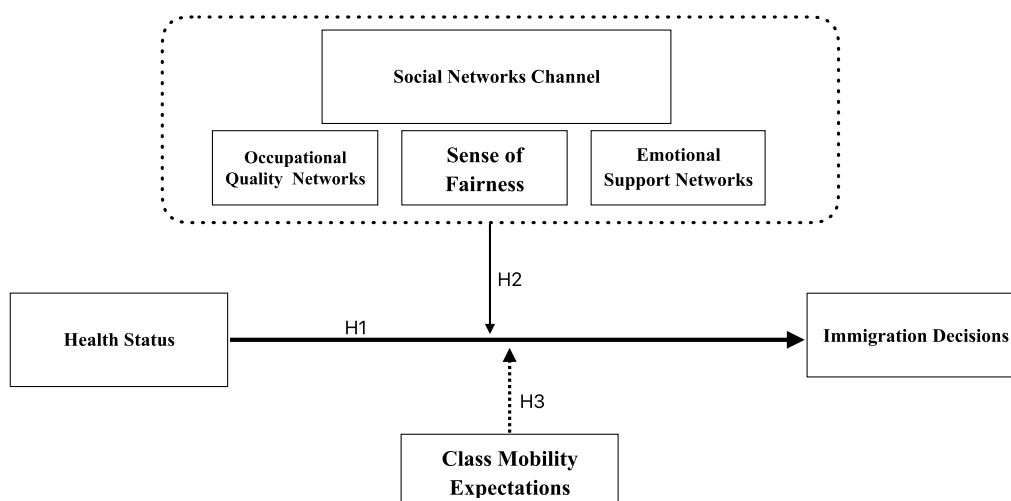 Social Networks Channel
Occupational
Quality Networks
Sense of
Fairness
Emotional
Support Networks
H2
Health Status
H1
Immigration Decisions
H3
Class Mobility
Expectations